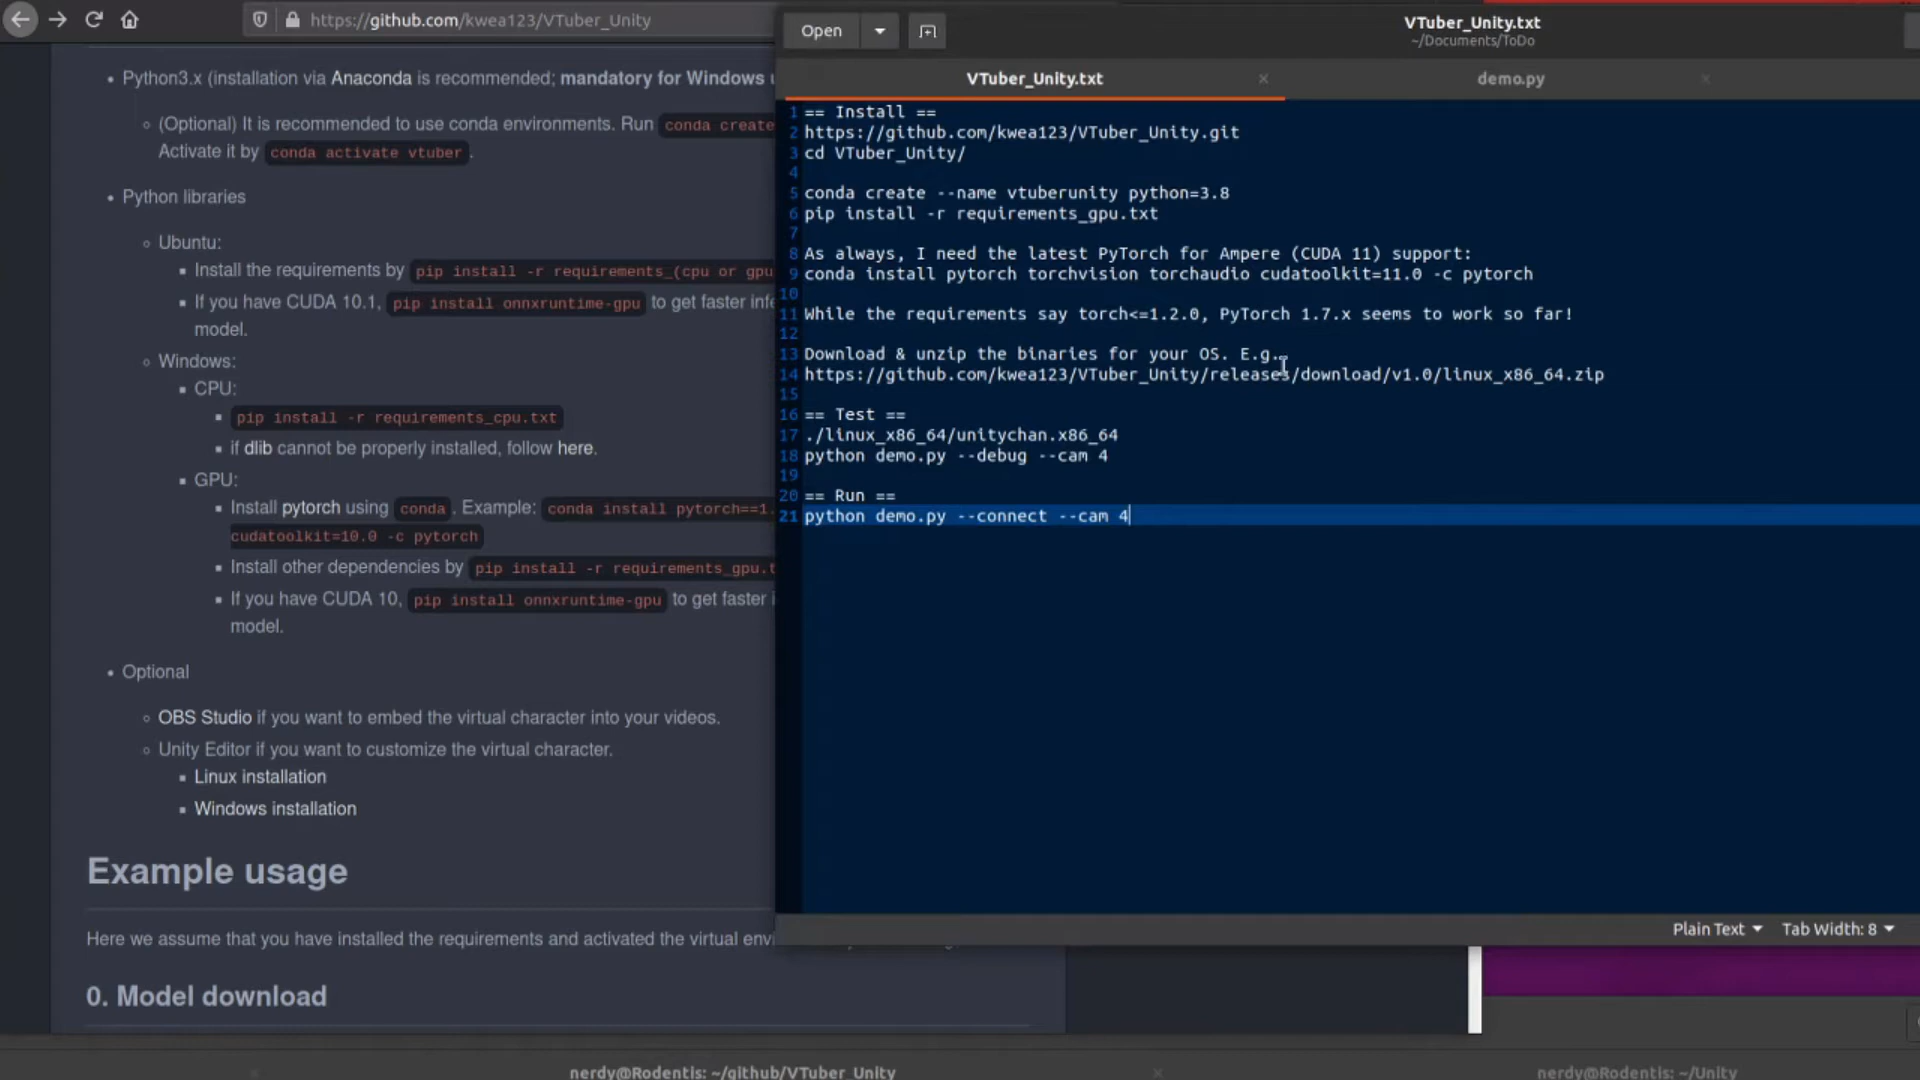 https://github.com/kwea123/VTuber_Unity
Python3.x (installation via Anaconda is recommended; mandatory for Windows
(Optional) It is recommended to use conda environments. Run conda create
Activate it by conda activate vtuber.
Python libraries
Ubuntu:
Install the requirements by pip install -r requirements_(cpu or gpu
If you have CUDA 10.1, pip install onnxruntime-gpu to get faster
model.
Windows:
CPU:
pip install -r requirements_cpu.txt
if dlib cannot be properly installed, follow here.
GPU:
Install pytorch using conda. Example: conda install pytorch==1.
cudatoolkit=10.0 -c pytorch
Install other dependencies by pip install -r requirements_gpu.t
If you have CUDA 10, pip install onnxruntime-gpu to get faster
model.
Optional
OBS Studio if you want to embed the virtual character into your videos.
Unity Editor if you want to customize the virtual character.
Linux installation
Windows installation
Example usage
Here we assume that you have installed the requirements and activated the virtual
0. Model download
Open
VTuber_Unity.txt
~/Documents/ToDo
VTuber_Unity.txt
demo.py
1 == Install ==
2 https://github.com/kwea123/VTuber_Unity.git
3 cd VTuber_Unity/
4
5 conda create --name vtuberunity python=3.8
6 pip install -r requirements_gpu.txt
7
8 As always, I need the latest PyTorch for Ampere (CUDA 11) support:
9 conda install pytorch torchvision torchaudio cudatoolkit=11.0 -c pytorch
10
11 While the requirements say torch<=1.2.0, PyTorch 1.7.x seems to work so far!
12
13 Download & unzip the binaries for your OS. E.g.
14 https://github.com/kwea123/VTuber_Unity/releases/download/v1.0/linux_x86_64.zip
15
16 == Test ==
17 ./linux_x86_64/unitychan.x86_64
18 python demo.py --debug --cam 4
19
20 == Run ==
21 python demo.py --connect --cam 4
Plain Text
Tab Width: 8
nerdy@Rodentis: ~/github/VTuber_Unity
nerdy@Rodentis: ~/Unity